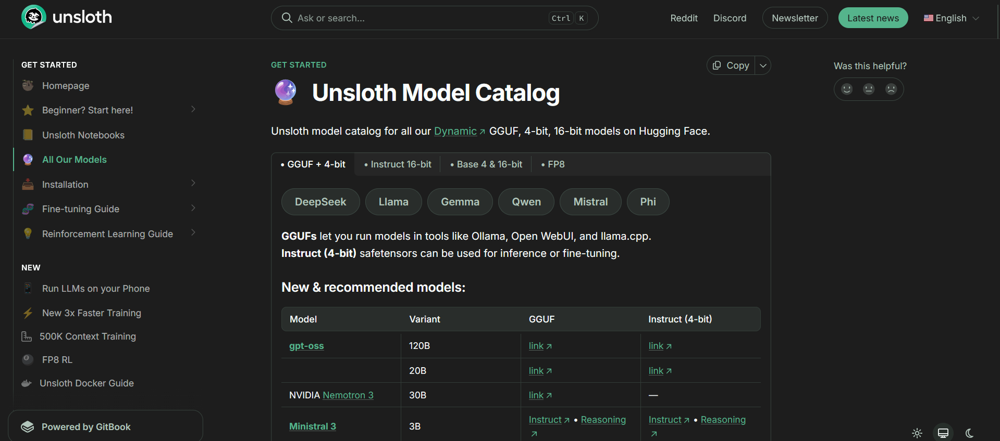 unsloth
Ask or search...
Ctrl K
Reddit
Discord
Newsletter
Latest news
English
GET STARTED
Homepage
Beginner? Start here!
Unsloth Notebooks
All Our Models
Installation
Fine-tuning Guide
Reinforcement Learning Guide
NEW
Run LLMs on your Phone
New 3x Faster Training
500K Context Training
FP8 RL
Unsloth Docker Guide
Powered by GitBook
GET STARTED
Copy
Unsloth Model Catalog
Unsloth model catalog for all our Dynamic ↗ GGUF, 4-bit, 16-bit models on Hugging Face.
• GGUF + 4-bit
• Instruct 16-bit
• Base 4 & 16-bit
• FP8
DeepSeek
Llama
Gemma
Qwen
Mistral
Phi
GGUFs let you run models in tools like Ollama, Open WebUI, and llama.cpp.
Instruct (4-bit) safetensors can be used for inference or fine-tuning.
New & recommended models:
Model Variant GGUF Instruct (4-bit)
gpt-oss 120B link ↗ link ↗
20B link ↗ link ↗
NVIDIA Nemotron 3 30B link ↗ —
Ministral 3 3B Instruct ↗ • Reasoning ↗ Instruct ↗ • Reasoning ↗
Was this helpful?